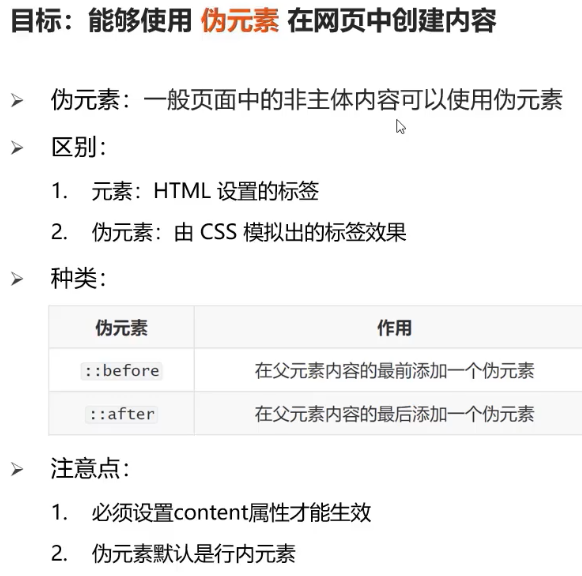 目标：能够使用 伪元素 在网页中创建内容
伪元素：一般页面中的非主体内容可以使用伪元素
区别：
1. 元素：HTML 设置的标签
2. 伪元素：由 CSS 模拟出的标签效果
种类：
伪元素 作用
::before 在父元素内容的最前添加一个伪元素
::after 在父元素内容的最后添加一个伪元素
注意点：
1. 必须设置content属性才能生效
2. 伪元素默认是行内元素